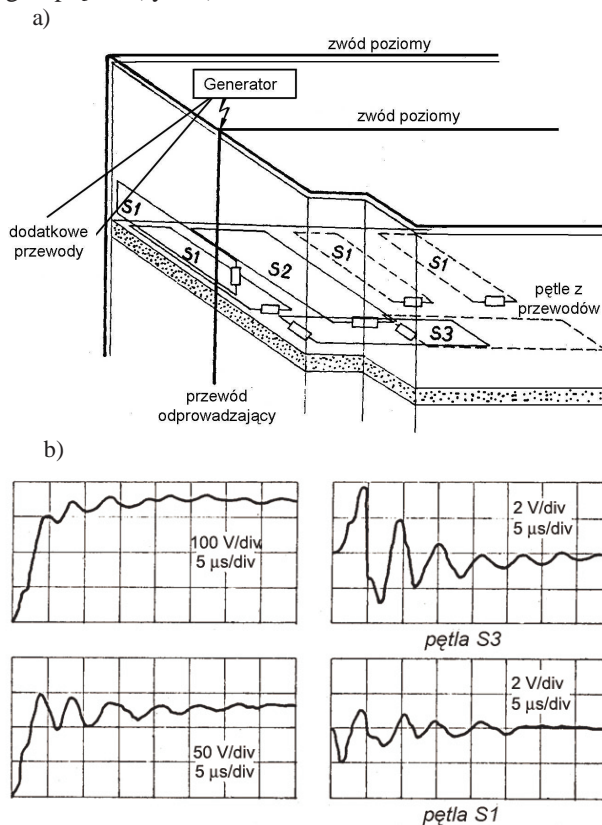 a)
zwód poziomy
Generator
zwód poziomy
S1
dodatkowe
przewody
S1
S2
S1
S1
pętle z
przewodów
S3
przewód
odprowadzający
b)
100 V/div
5 µs/div
2 V/div
5 µs/div
pętla S3
50 V/div
5 µs/div
2 V/div
5 µs/div
pętla S1